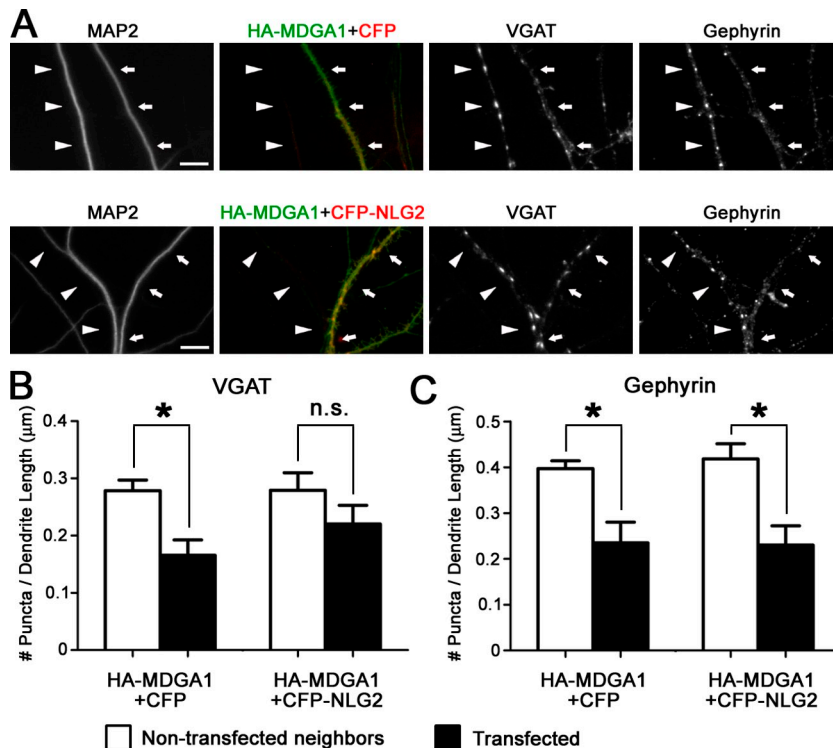 A
MAP2
HA-MDGA1+CFP
VGAT
Gephyrin
MAP2
HA-MDGA1+CFP-NLG2
VGAT
Gephyrin
B
VGAT
# Puncta / Dendrite Length (μm)
0.4
0.3
0.2
0.1
0
*
n.s.
HA-MDGA1
+CFP
HA-MDGA1
+CFP-NLG2
C
Gephyrin
# Puncta / Dendrite Length (μm)
0.5
0.4
0.3
0.2
0.1
0
*
*
HA-MDGA1
+CFP
HA-MDGA1
+CFP-NLG2
Non-transfected neighbors
Transfected